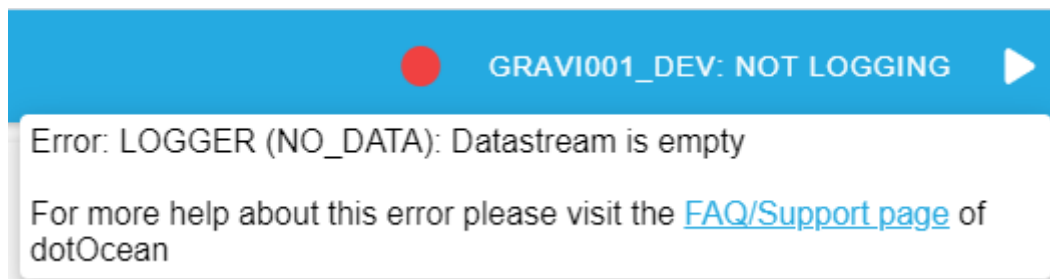 GRAVI001_DEV: NOT LOGGING
Error: LOGGER (NO_DATA): Datastream is empty
For more help about this error please visit the FAQ/Support page of
dotOcean